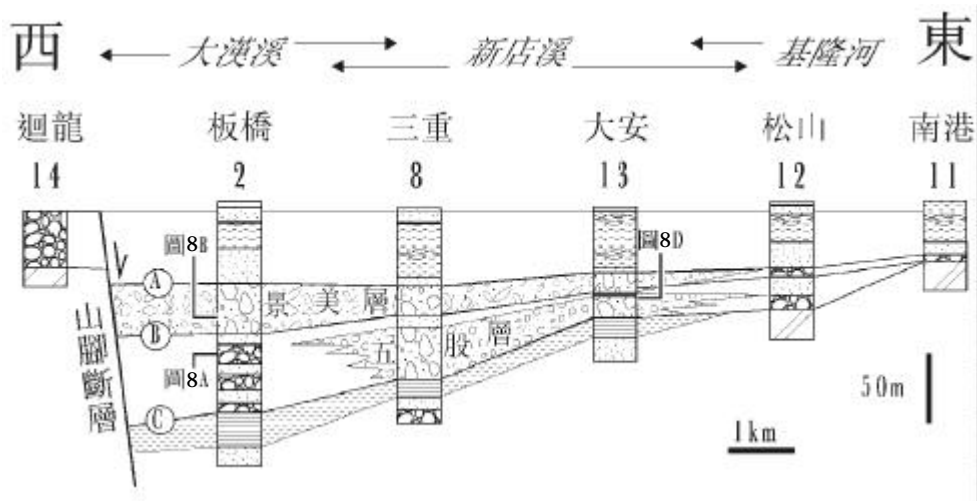 西 大漢溪 新店溪 基隆河 東
迴龍 板橋 三重 大安 松山 南港
14 2 8 13 12 11
圖8B
圖8D
A
景美層
B
五股層
圖8A
山腳斷層
C
50m
1km